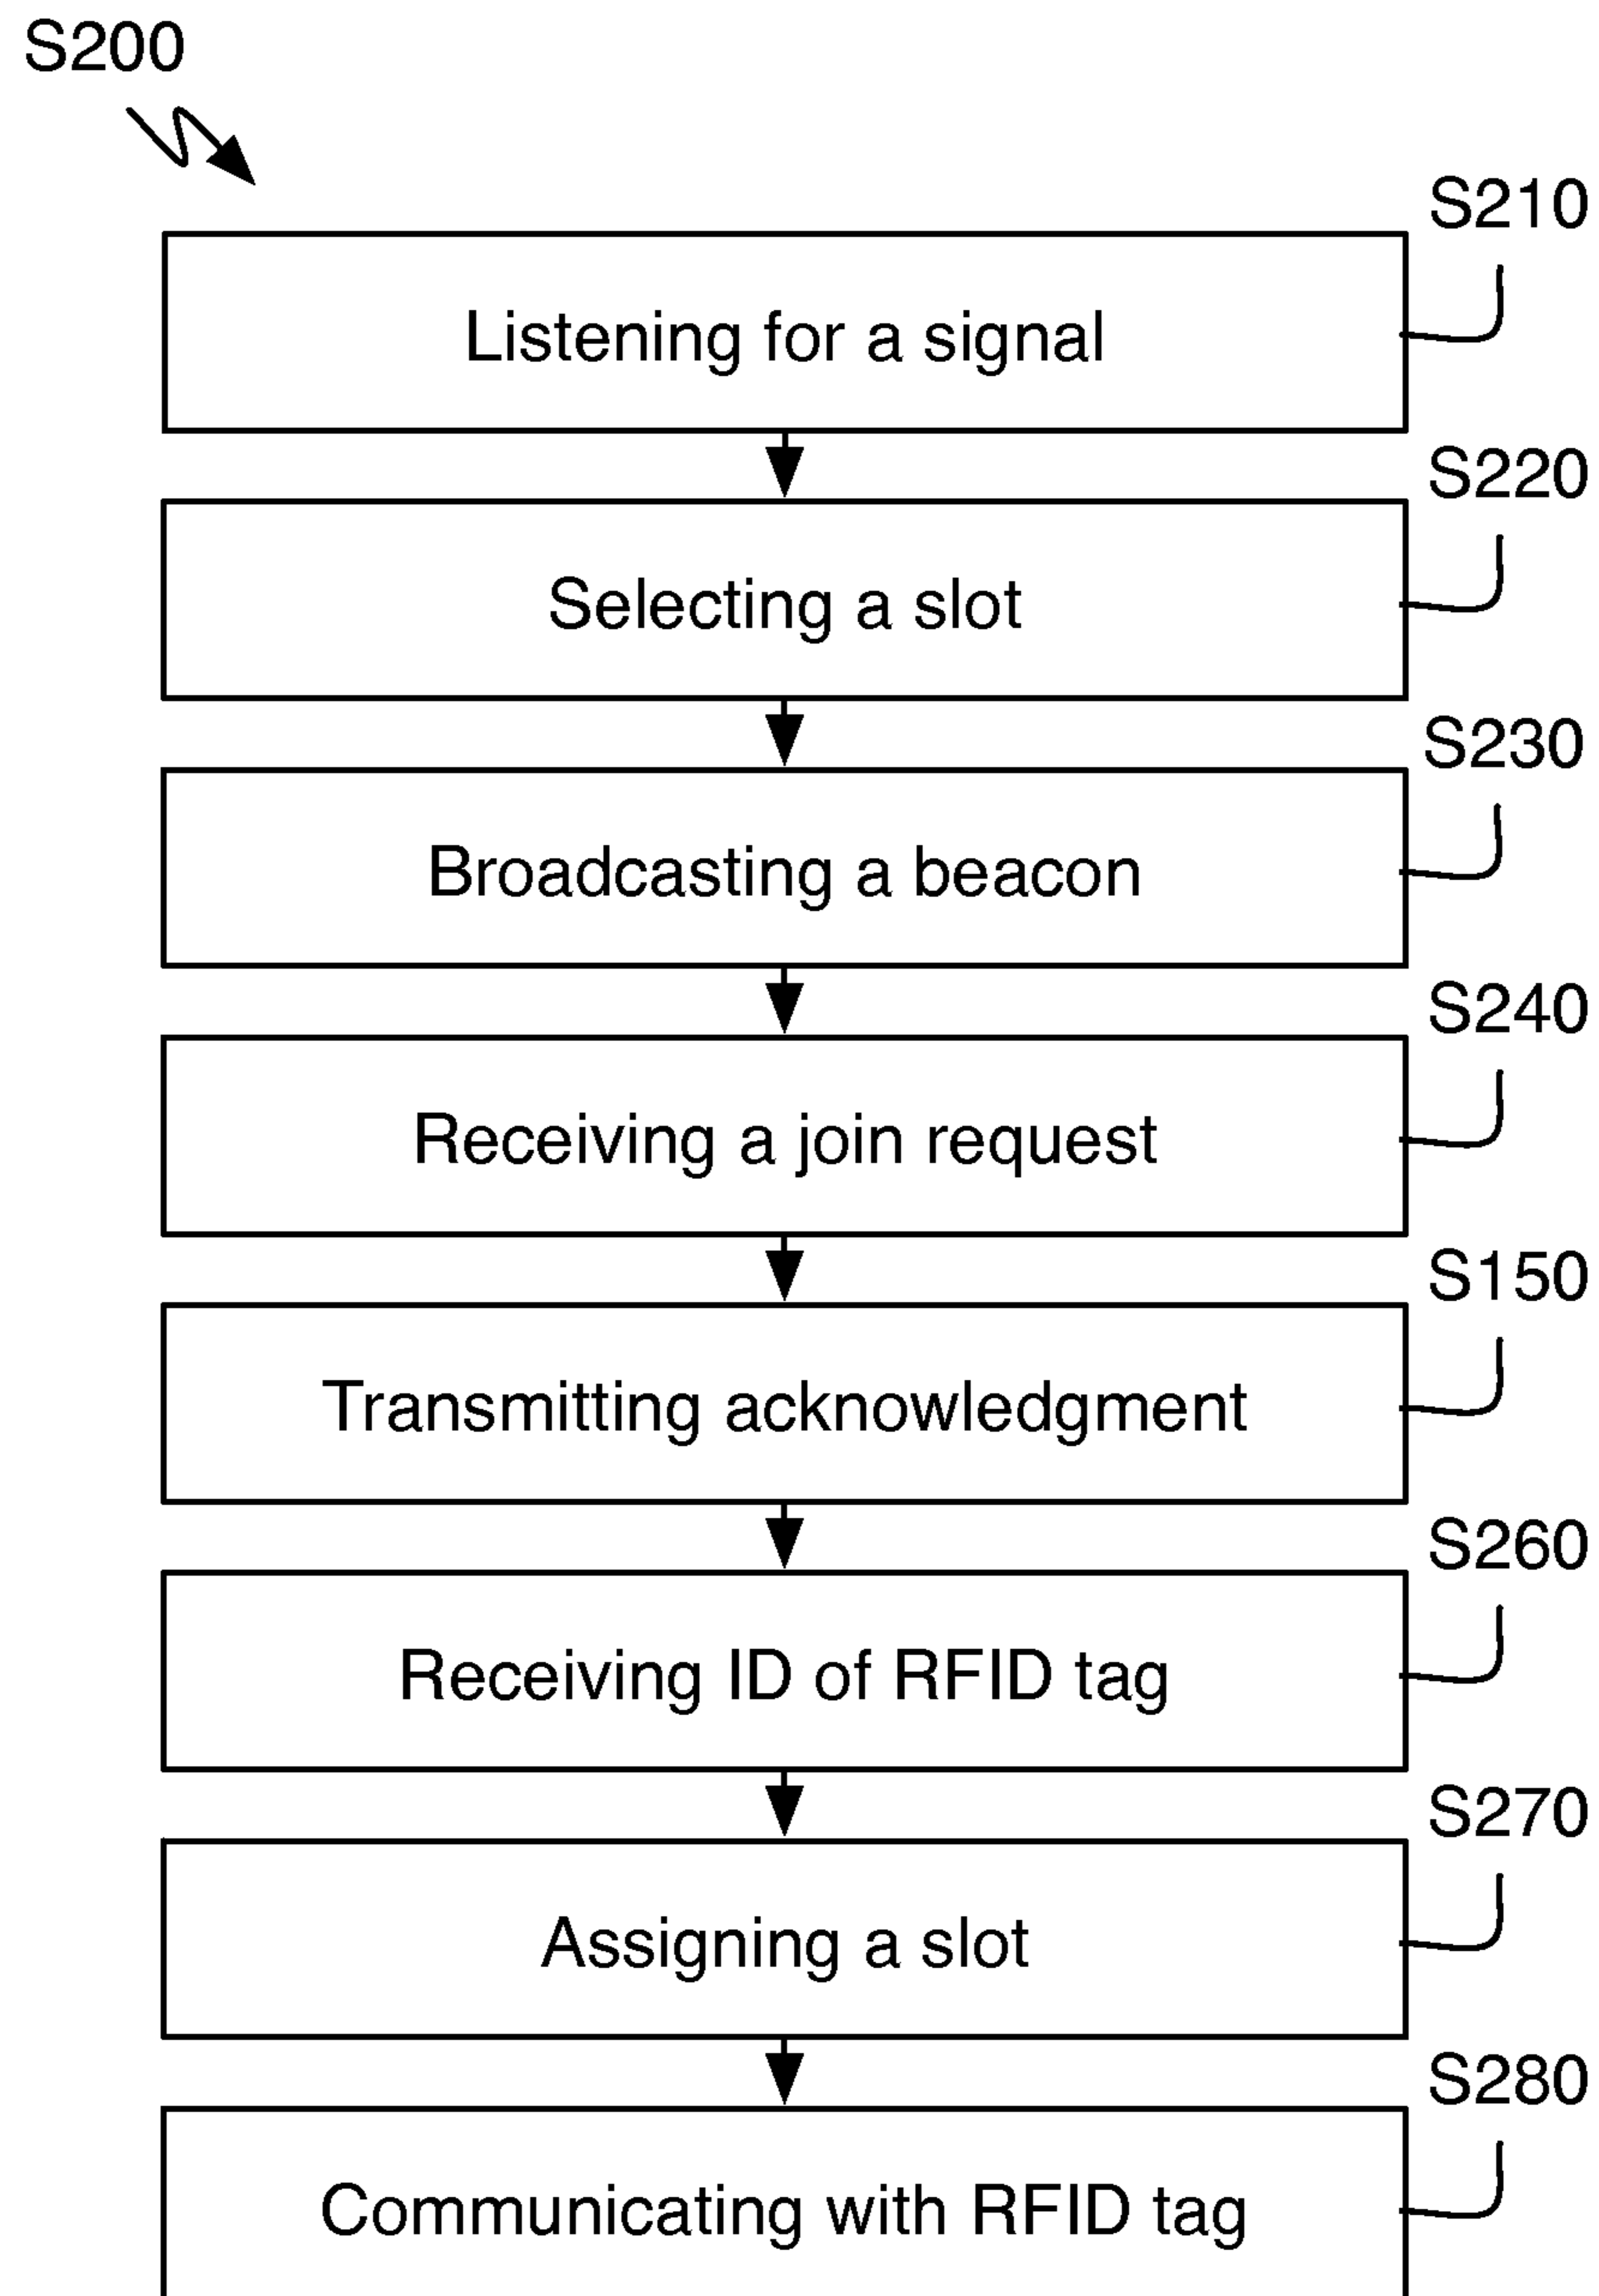 S200
S210
Listening for a signal
S220
Selecting a slot
S230
Broadcasting a beacon
S240
Receiving a join request
S150
Transmitting acknowledgment
S260
Receiving ID of RFID tag
S270
Assigning a slot
S280
Communicating with RFID tag